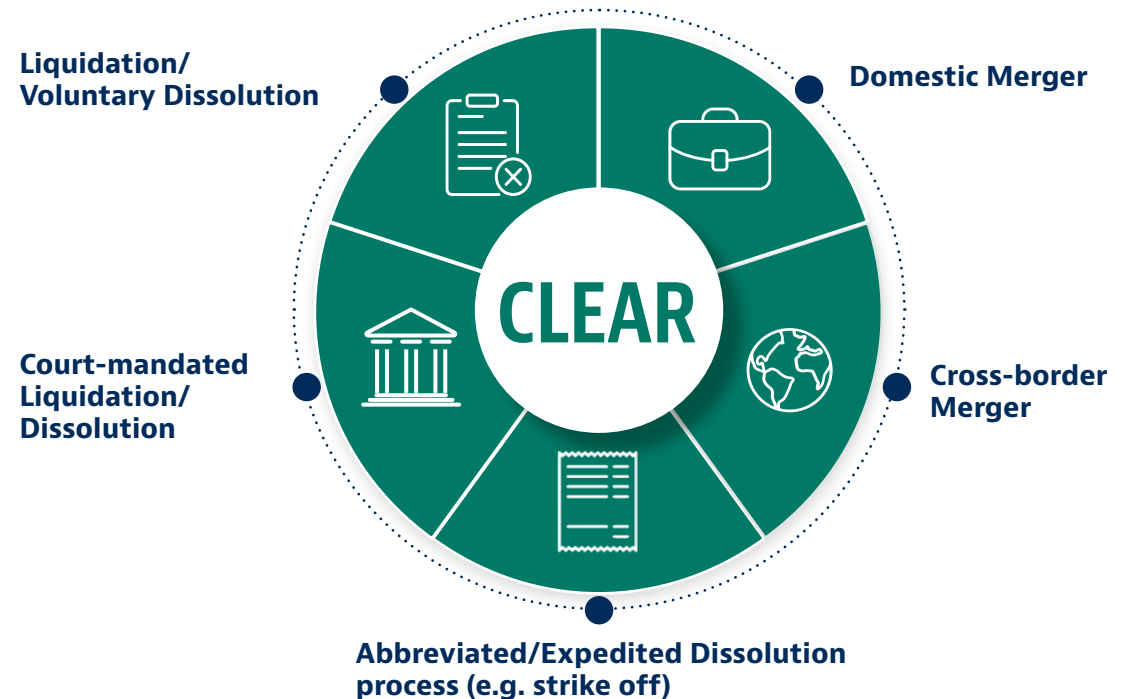 Liquidation/
Voluntary Dissolution
Domestic Merger
CLEAR
Court-mandated
Liquidation/
Dissolution
Cross-border
Merger
Abbreviated/Expedited Dissolution
process (e.g. strike off)